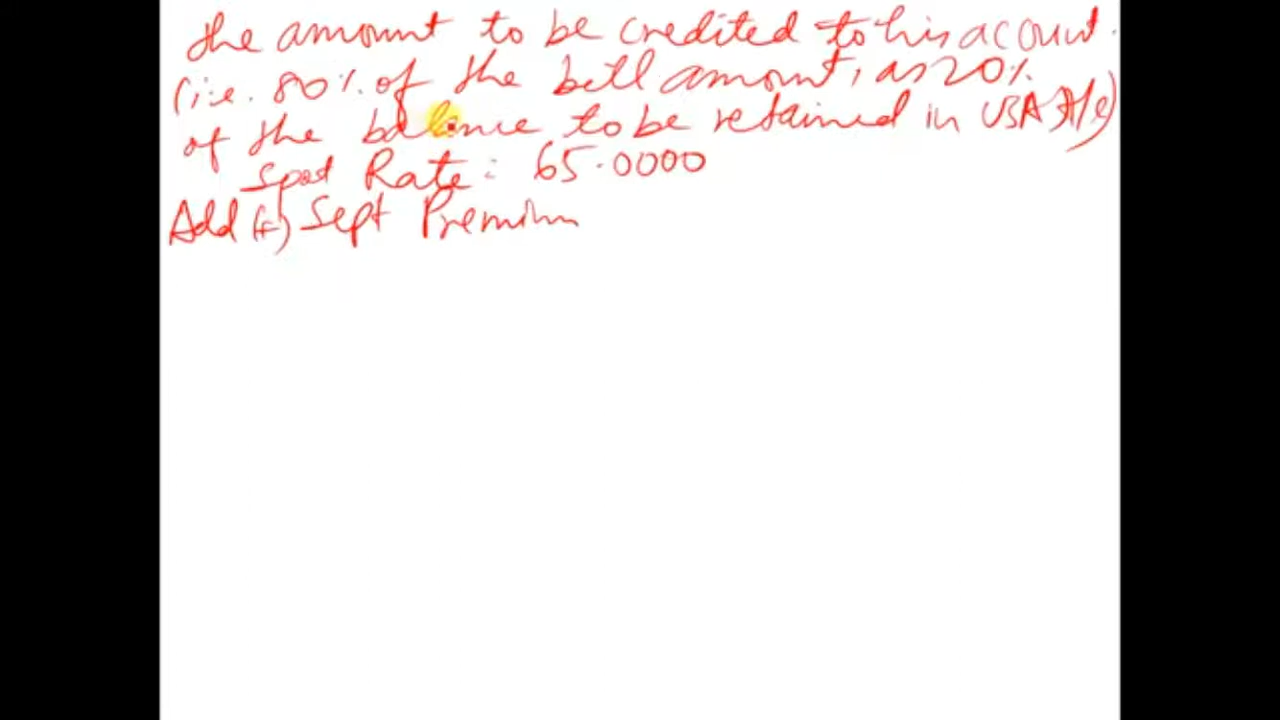 the amount to be credited to his account.
(i.e. 80%. of the bill amount, as 20%.
of the balance to be retained in USA A/c)
Spot Rate: 65.0000
Add (+) Sept Premium